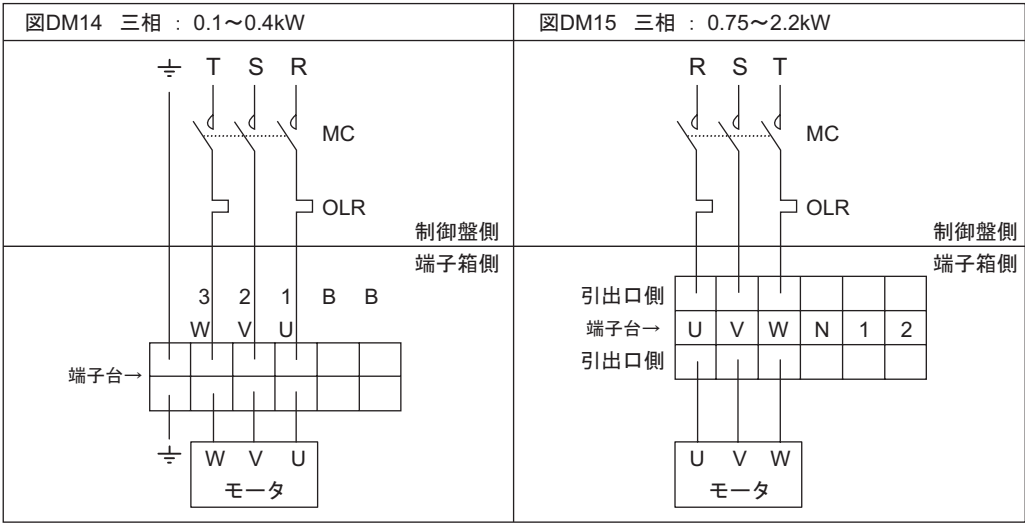 図DM14 三相 : 0.1〜0.4kW
T S R
MC
OLR
制御盤側
端子箱側
3 2 1 B B
W V U
端子台→
W V U
モータ
図DM15 三相 : 0.75〜2.2kW
R S T
MC
OLR
制御盤側
端子箱側
引出口側
端子台→ U V W N 1 2
引出口側
U V W
モータ